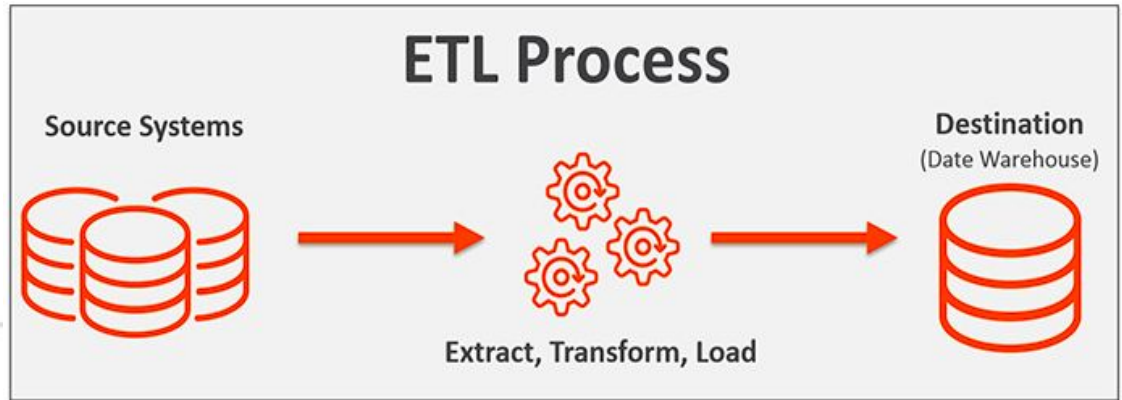 ETL Process
Source Systems
Destination
(Date Warehouse)
Extract, Transform, Load